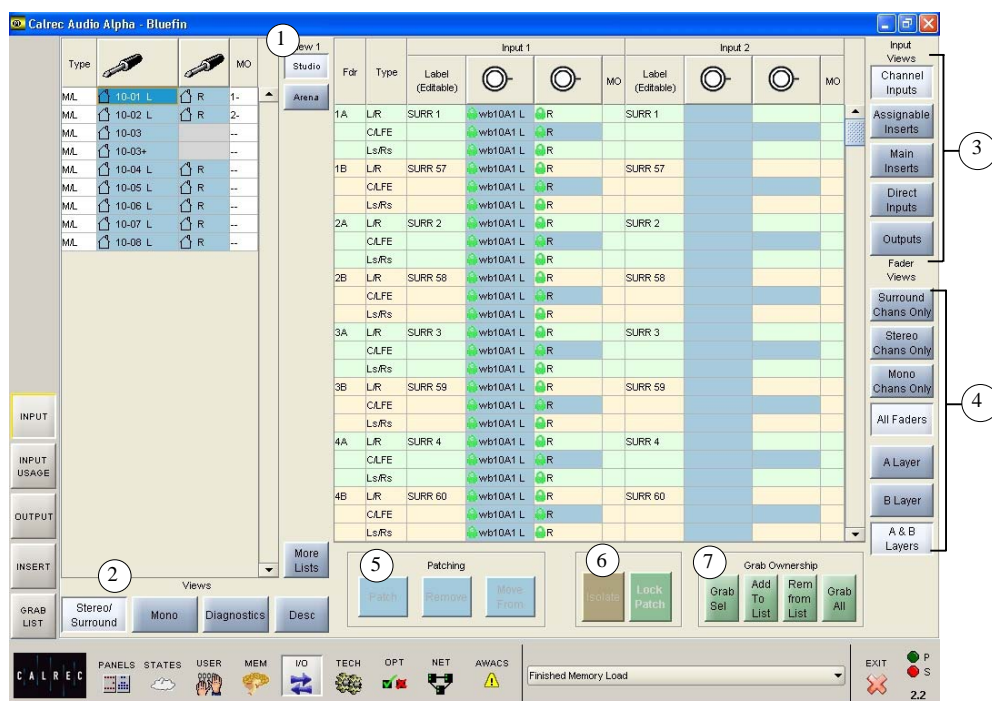 Calrec Audio Alpha - Bluefin
1
Type MO
M/L 10-01 L R 1-
M/L 10-02 L R 2-
M/L 10-03 --
M/L 10-03+ --
M/L 10-04 L R --
M/L 10-05 L R --
M/L 10-06 L R --
M/L 10-07 L R --
M/L 10-08 L R --
Studio
Arena
More Lists
Input 1 Input 2
Fdr Type Label (Editable) MO Label (Editable) MO
1A L/R SURR 1 wb10A1 L R SURR 1
C/LFE wb10A1 L R
Ls/Rs wb10A1 L R
1B L/R SURR 57 wb10A1 L R SURR 57
C/LFE wb10A1 L R
Ls/Rs wb10A1 L R
2A L/R SURR 2 wb10A1 L R SURR 2
C/LFE wb10A1 L R
Ls/Rs wb10A1 L R
2B L/R SURR 58 wb10A1 L R SURR 58
C/LFE wb10A1 L R
Ls/Rs wb10A1 L R
3A L/R SURR 3 wb10A1 L R SURR 3
C/LFE wb10A1 L R
Ls/Rs wb10A1 L R
3B L/R SURR 59 wb10A1 L R SURR 59
C/LFE wb10A1 L R
Ls/Rs wb10A1 L R
4A L/R SURR 4 wb10A1 L R SURR 4
C/LFE wb10A1 L R
Ls/Rs wb10A1 L R
4B L/R SURR 60 wb10A1 L R SURR 60
C/LFE wb10A1 L R
Ls/Rs wb10A1 L R
Input
Views
Channel
Inputs
Assignable
Inserts
3
Main
Inserts
Direct
Inputs
Outputs
Fader
Views
Surround
Chans Only
Stereo
Chans Only
Mono
Chans Only
4
All Faders
A Layer
B Layer
A & B
Layers
INPUT
INPUT
USAGE
OUTPUT
INSERT
GRAB
LIST
2
Views
Stereo/
Surround
Mono
Diagnostics
Desc
5
Patching
Patch
Remove
Move
From
6
Isolate
Lock
Patch
7
Grab Ownership
Grab
Sel
Add
To
List
Rem
from
List
Grab
All
CALREC
PANELS STATES USER MEM I/O TECH OPT NET AWACS
Finished Memory Load
EXIT
P
S
2.2